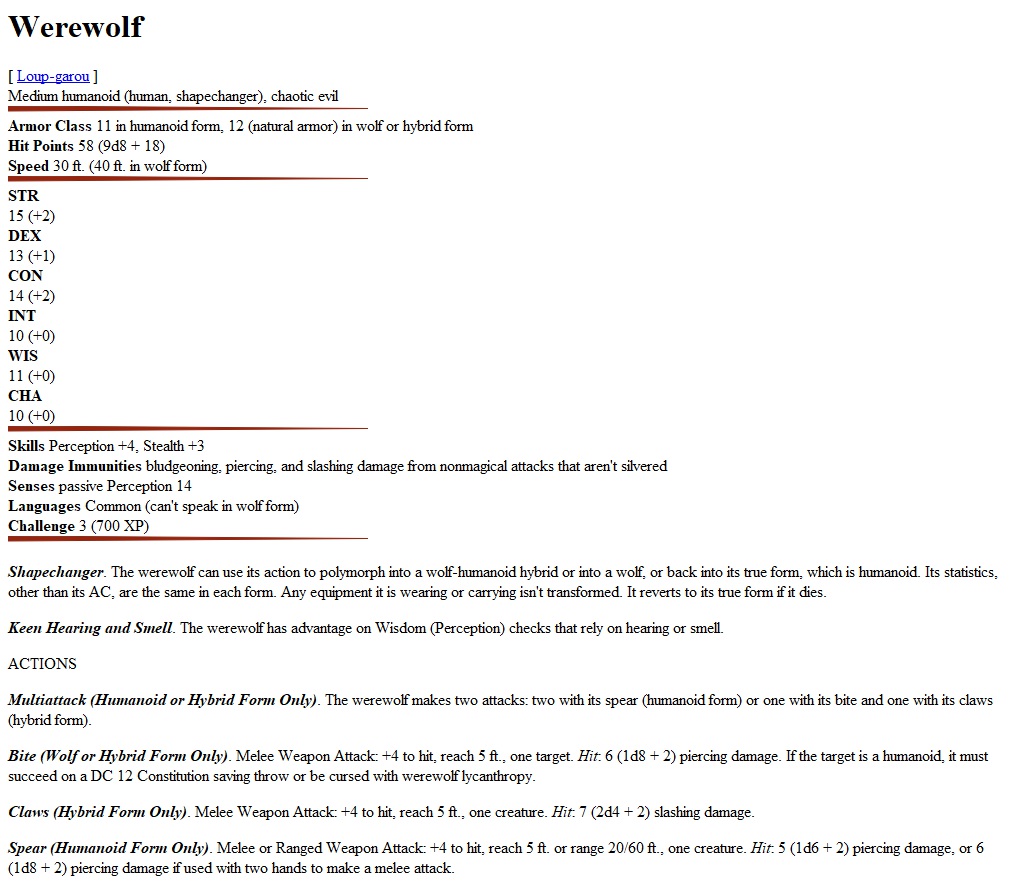 Werewolf
[ Loup-garou ]
Medium humanoid (human, shapechanger), chaotic evil
Armor Class 11 in humanoid form, 12 (natural armor) in wolf or hybrid form
Hit Points 58 (9d8 + 18)
Speed 30 ft. (40 ft. in wolf form)
STR
15 (+2)
DEX
13 (+1)
CON
14 (+2)
INT
10 (+0)
WIS
11 (+0)
CHA
10 (+0)
Skills Perception +4, Stealth +3
Damage Immunities bludgeoning, piercing, and slashing damage from nonmagical attacks that aren't silvered
Senses passive Perception 14
Languages Common (can't speak in wolf form)
Challenge 3 (700 XP)
Shapechanger. The werewolf can use its action to polymorph into a wolf-humanoid hybrid or into a wolf, or back into its true form, which is humanoid. Its statistics,
other than its AC, are the same in each form. Any equipment it is wearing or carrying isn't transformed. It reverts to its true form if it dies.
Keen Hearing and Smell. The werewolf has advantage on Wisdom (Perception) checks that rely on hearing or smell.
ACTIONS
Multiattack (Humanoid or Hybrid Form Only). The werewolf makes two attacks: two with its spear (humanoid form) or one with its bite and one with its claws
(hybrid form).
Bite (Wolf or Hybrid Form Only). Melee Weapon Attack: +4 to hit, reach 5 ft., one target. Hit: 6 (1d8 + 2) piercing damage. If the target is a humanoid, it must
succeed on a DC 12 Constitution saving throw or be cursed with werewolf lycanthropy.
Claws (Hybrid Form Only). Melee Weapon Attack: +4 to hit, reach 5 ft., one creature. Hit: 7 (2d4 + 2) slashing damage.
Spear (Humanoid Form Only). Melee or Ranged Weapon Attack: +4 to hit, reach 5 ft. or range 20/60 ft., one creature. Hit: 5 (1d6 + 2) piercing damage, or 6
(1d8 + 2) piercing damage if used with two hands to make a melee attack.